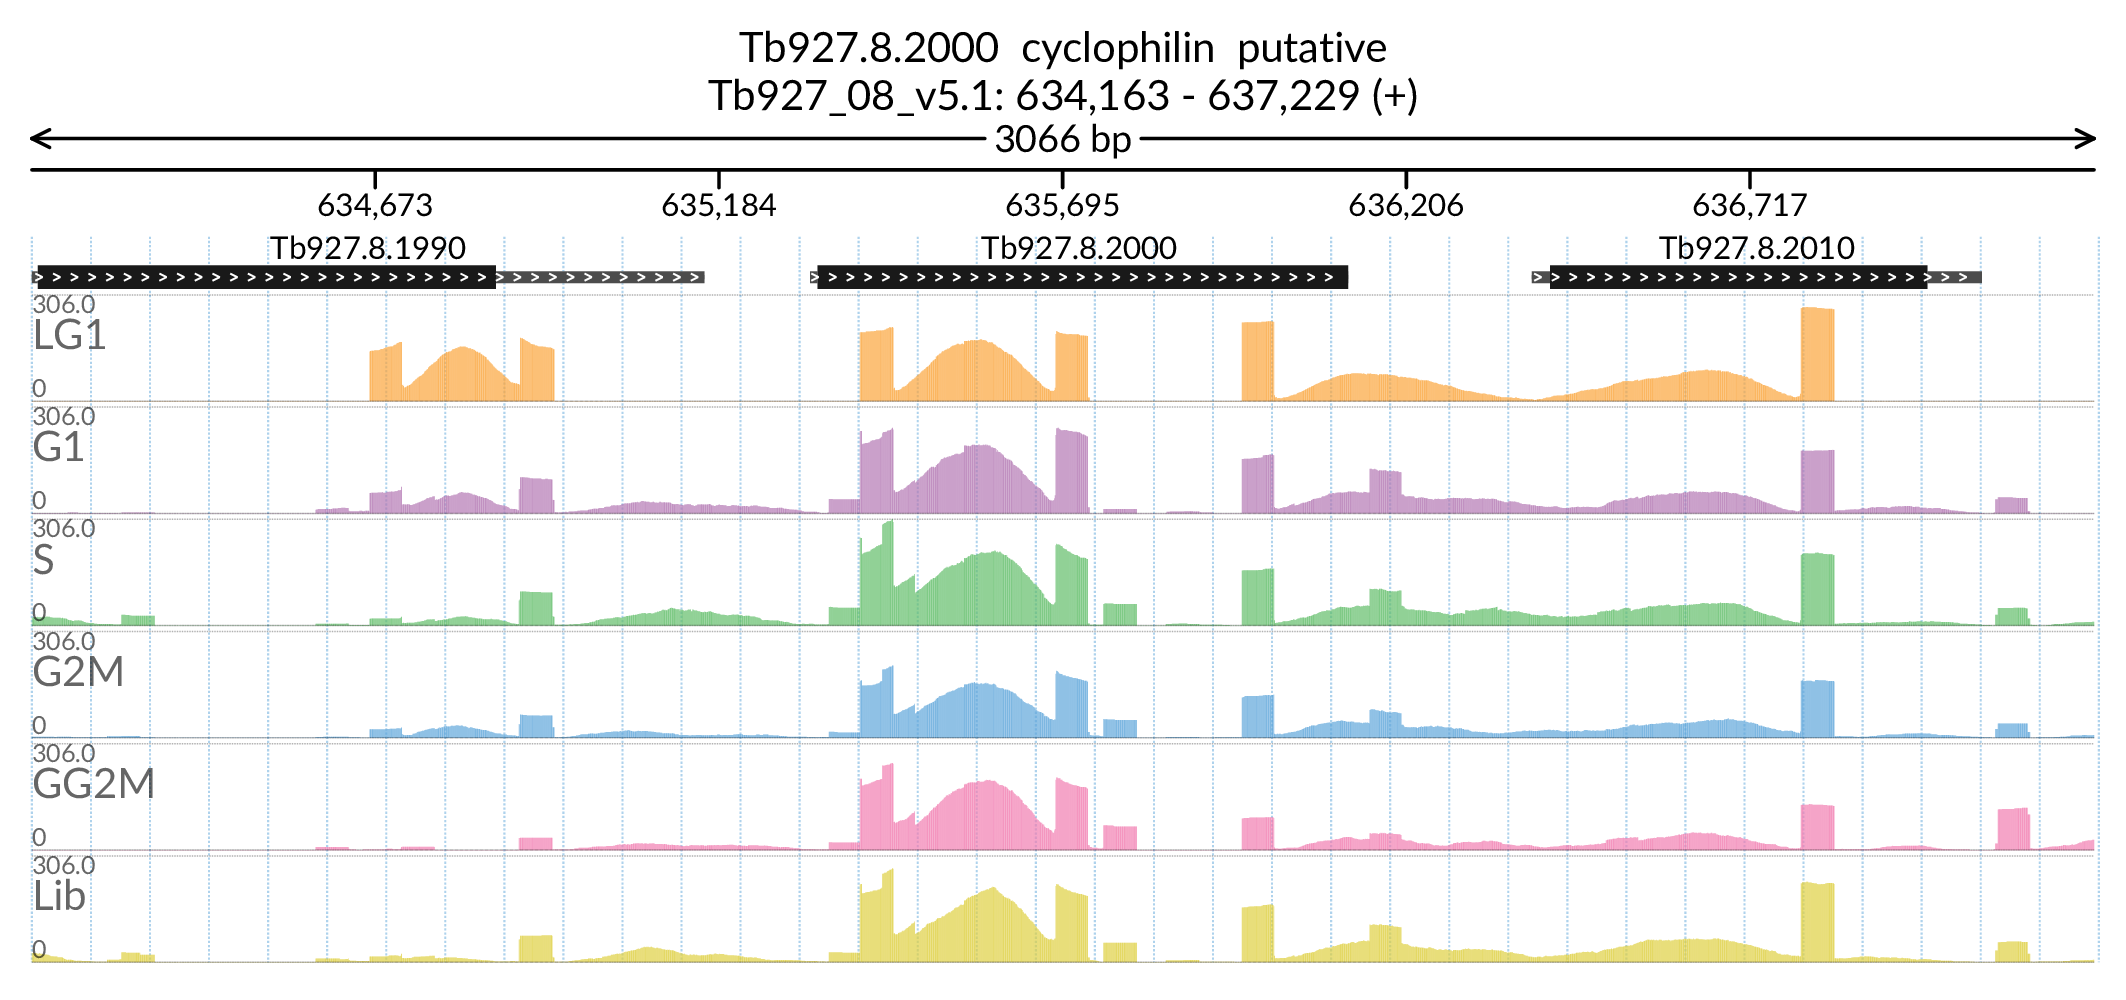 Tb927.8.2000 cyclophilin putative
Tb927_08_v5.1: 634,163 - 637,229 (+)
3066 bp
634,673 635,184 635,695 636,206 636,717
Tb927.8.1990 Tb927.8.2000 Tb927.8.2010
306.0
LG1
0
306.0
G1
0
306.0
S
0
306.0
G2M
0
306.0
GG2M
0
306.0
Lib
0